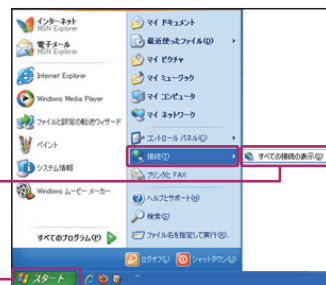 インターネット
MSN Explorer
電子メール
MSN Explorer
Internet Explorer
Windows Media Player
ファイルと設定の転送ウィザード
ペイント
システム情報
Windows ムービー メーカー
すべてのプログラム(P)
マイ ドキュメント
最近使ったファイル(D)
マイ ピクチャ
マイ ミュージック
マイ コンピュータ
マイ ネットワーク
コントロール パネル(C)
接続(T)
すべての接続の表示(S)
プリンタと FAX
ヘルプとサポート(H)
検索(S)
ファイル名を指定して実行(R)...
ログオフ(L)
シャットダウン(U)
スタート